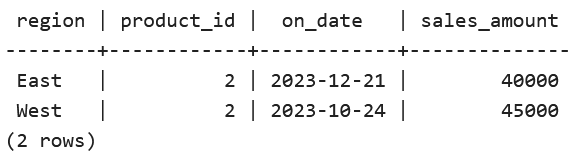 region | product_id | on_date | sales_amount
--------+------------+------------+--------------
East | 2 | 2023-12-21 | 40000
West | 2 | 2023-10-24 | 45000
(2 rows)